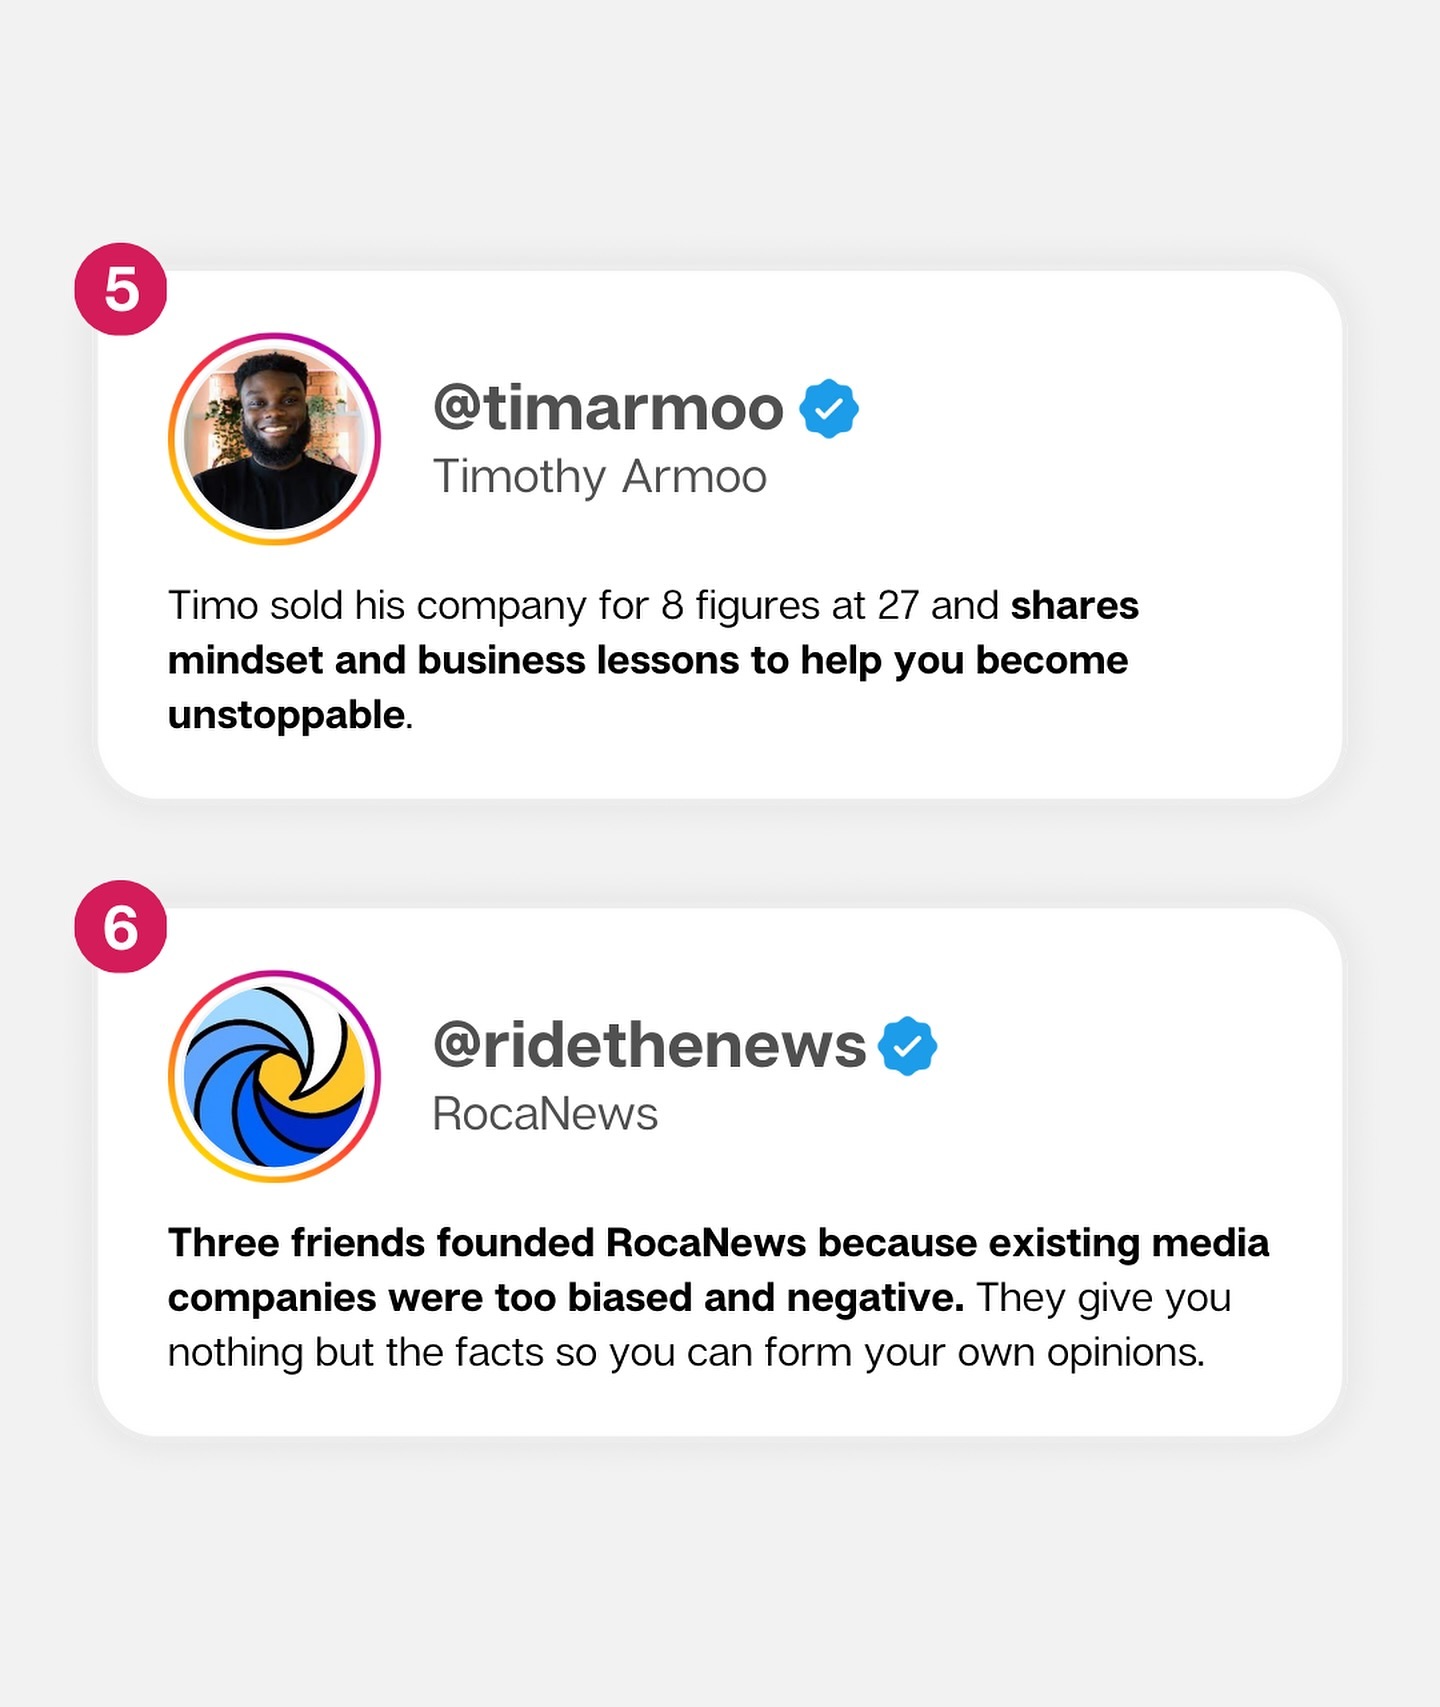 5
@timarmoo
Timothy Armoo
Timo sold his company for 8 figures at 27 and shares
mindset and business lessons to help you become
unstoppable.
6
@ridethenews
RocaNews
Three friends founded RocaNews because existing media
companies were too biased and negative. They give you
nothing but the facts so you can form your own opinions.